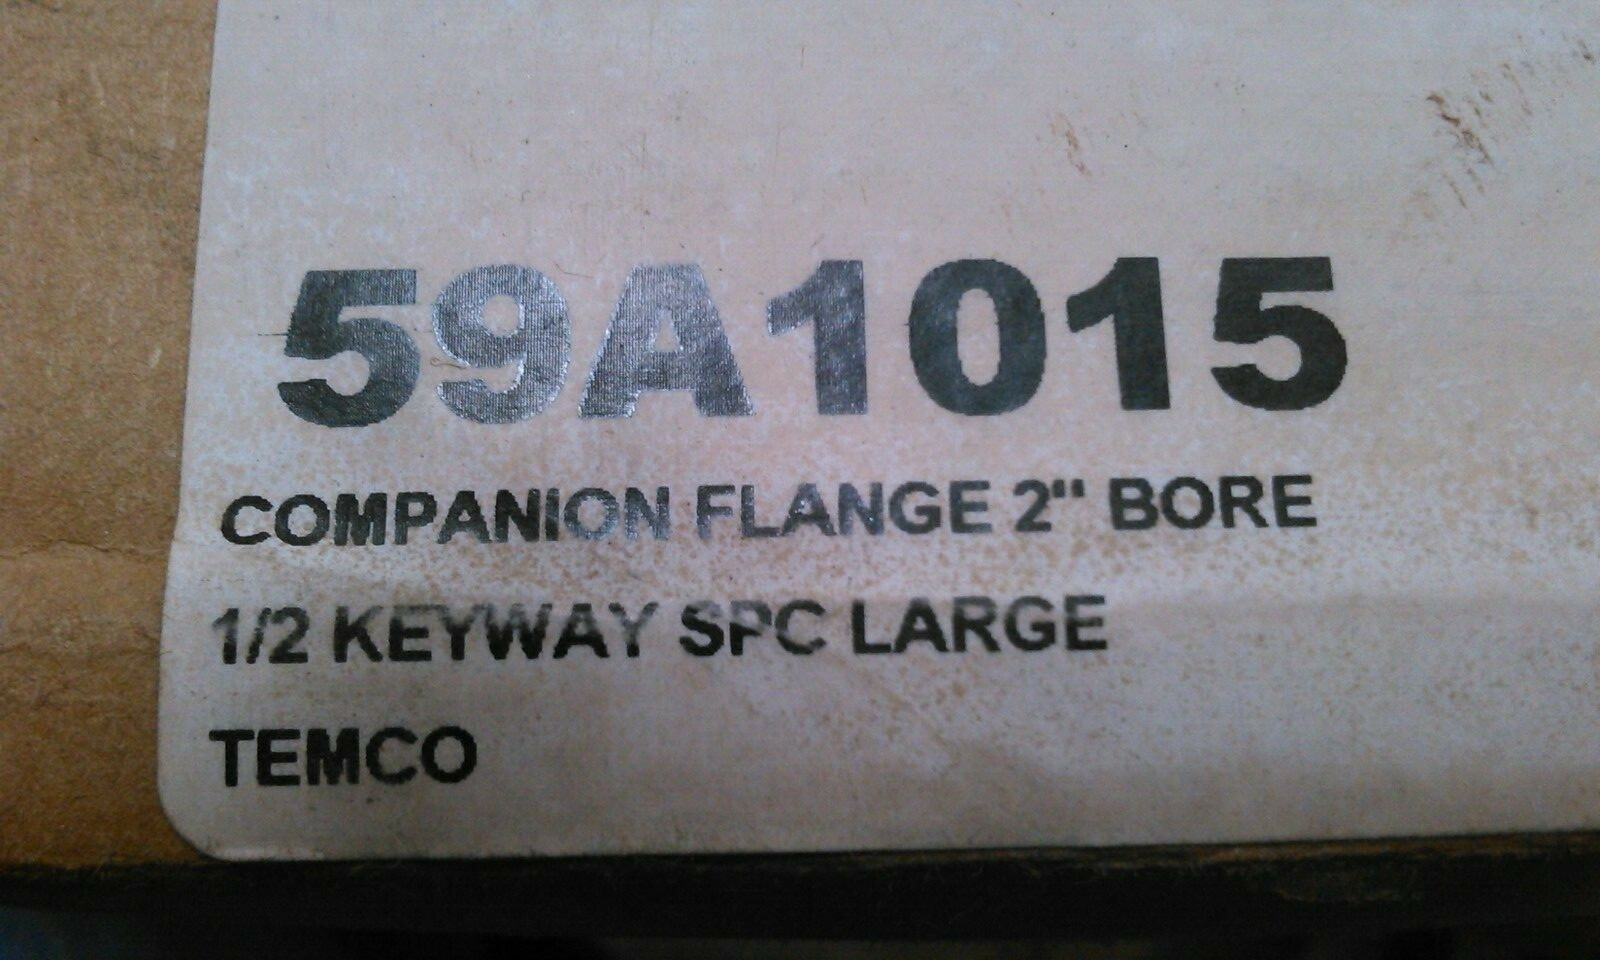 59A1015
COMPANION FLANGE 2" BORE
1/2 KEYWAY SPC LARGE
TEMCO